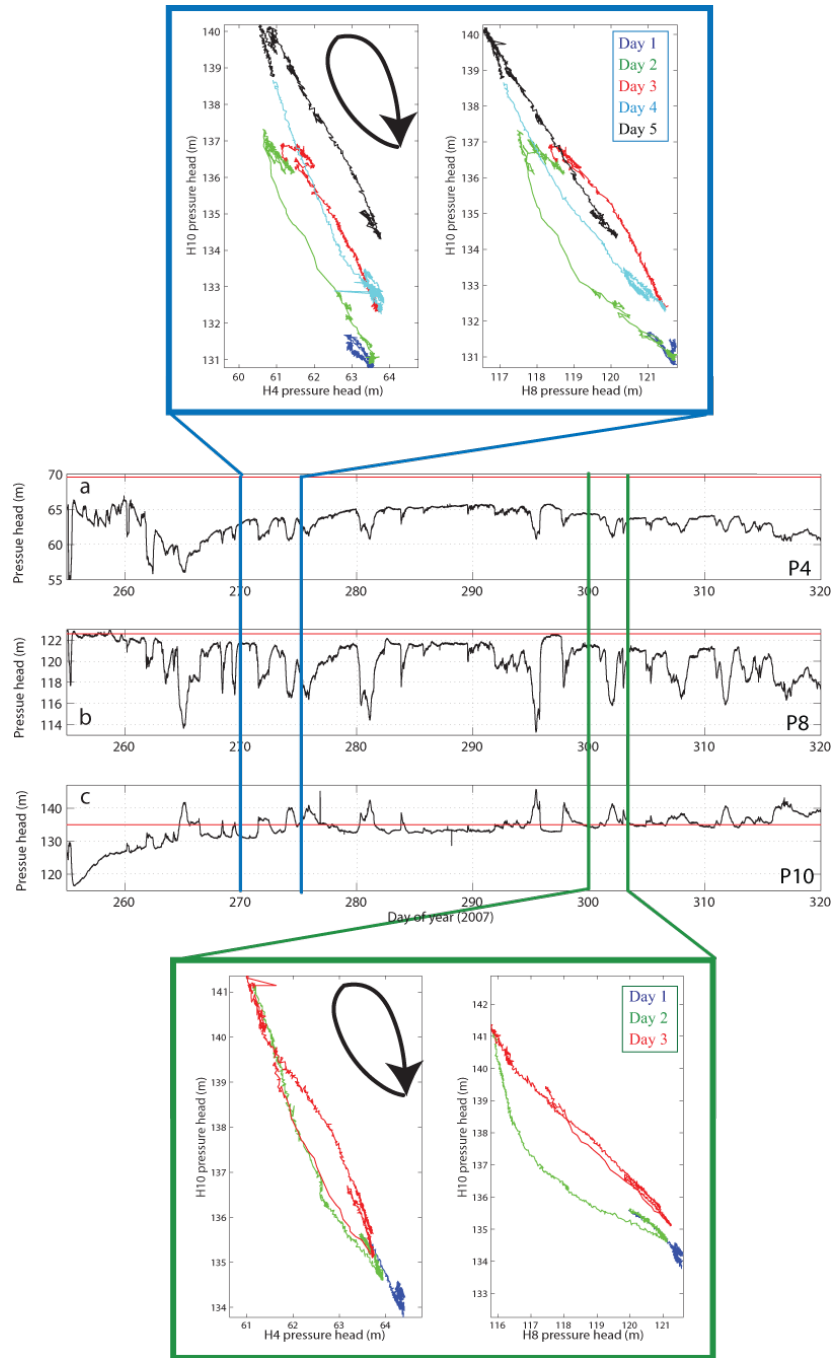 140
139
138
137
136
135
134
133
132
131
H10 pressure head (m)
60 61 62 63 64
H4 pressure head (m)
140
139
138
137
136
135
134
133
132
131
H10 pressure head (m)
117 118 119 120 121
H8 pressure head (m)
Day 1
Day 2
Day 3
Day 4
Day 5
70
65
60
55
Pressue head (m)
a
P4
260 270 280 290 300 310 320
122
120
118
116
114
Pressue head (m)
b
P8
260 270 280 290 300 310 320
140
130
120
Pressue head (m)
c
P10
260 270 280 290 300 310 320
Day of year (2007)
141
140
139
138
137
136
135
134
H10 pressure head (m)
61 62 63 64
H4 pressure head (m)
142
141
140
139
138
137
136
135
134
133
H10 pressure head (m)
116 117 118 119 120 121
H8 pressure head (m)
Day 1
Day 2
Day 3